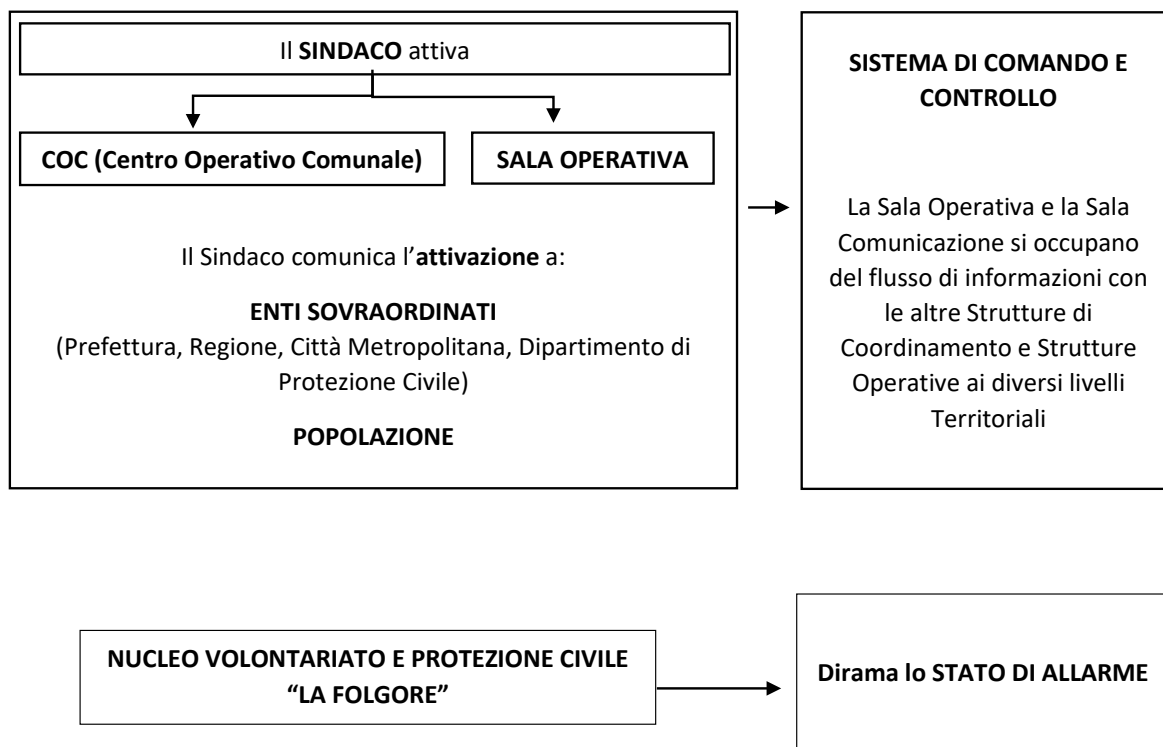 Il SINDACO attiva
COC (Centro Operativo Comunale)
SALA OPERATIVA
Il Sindaco comunica l’attivazione a:
ENTI SOVRAORDINATI
(Prefettura, Regione, Città Metropolitana, Dipartimento di
Protezione Civile)
POPOLAZIONE
SISTEMA DI COMANDO E
CONTROLLO
La Sala Operativa e la Sala
Comunicazione si occupano
del flusso di informazioni con
le altre Strutture di
Coordinamento e Strutture
Operative ai diversi livelli
Territoriali
NUCLEO VOLONTARIATO E PROTEZIONE CIVILE
“LA FOLGORE”
Dirama lo STATO DI ALLARME